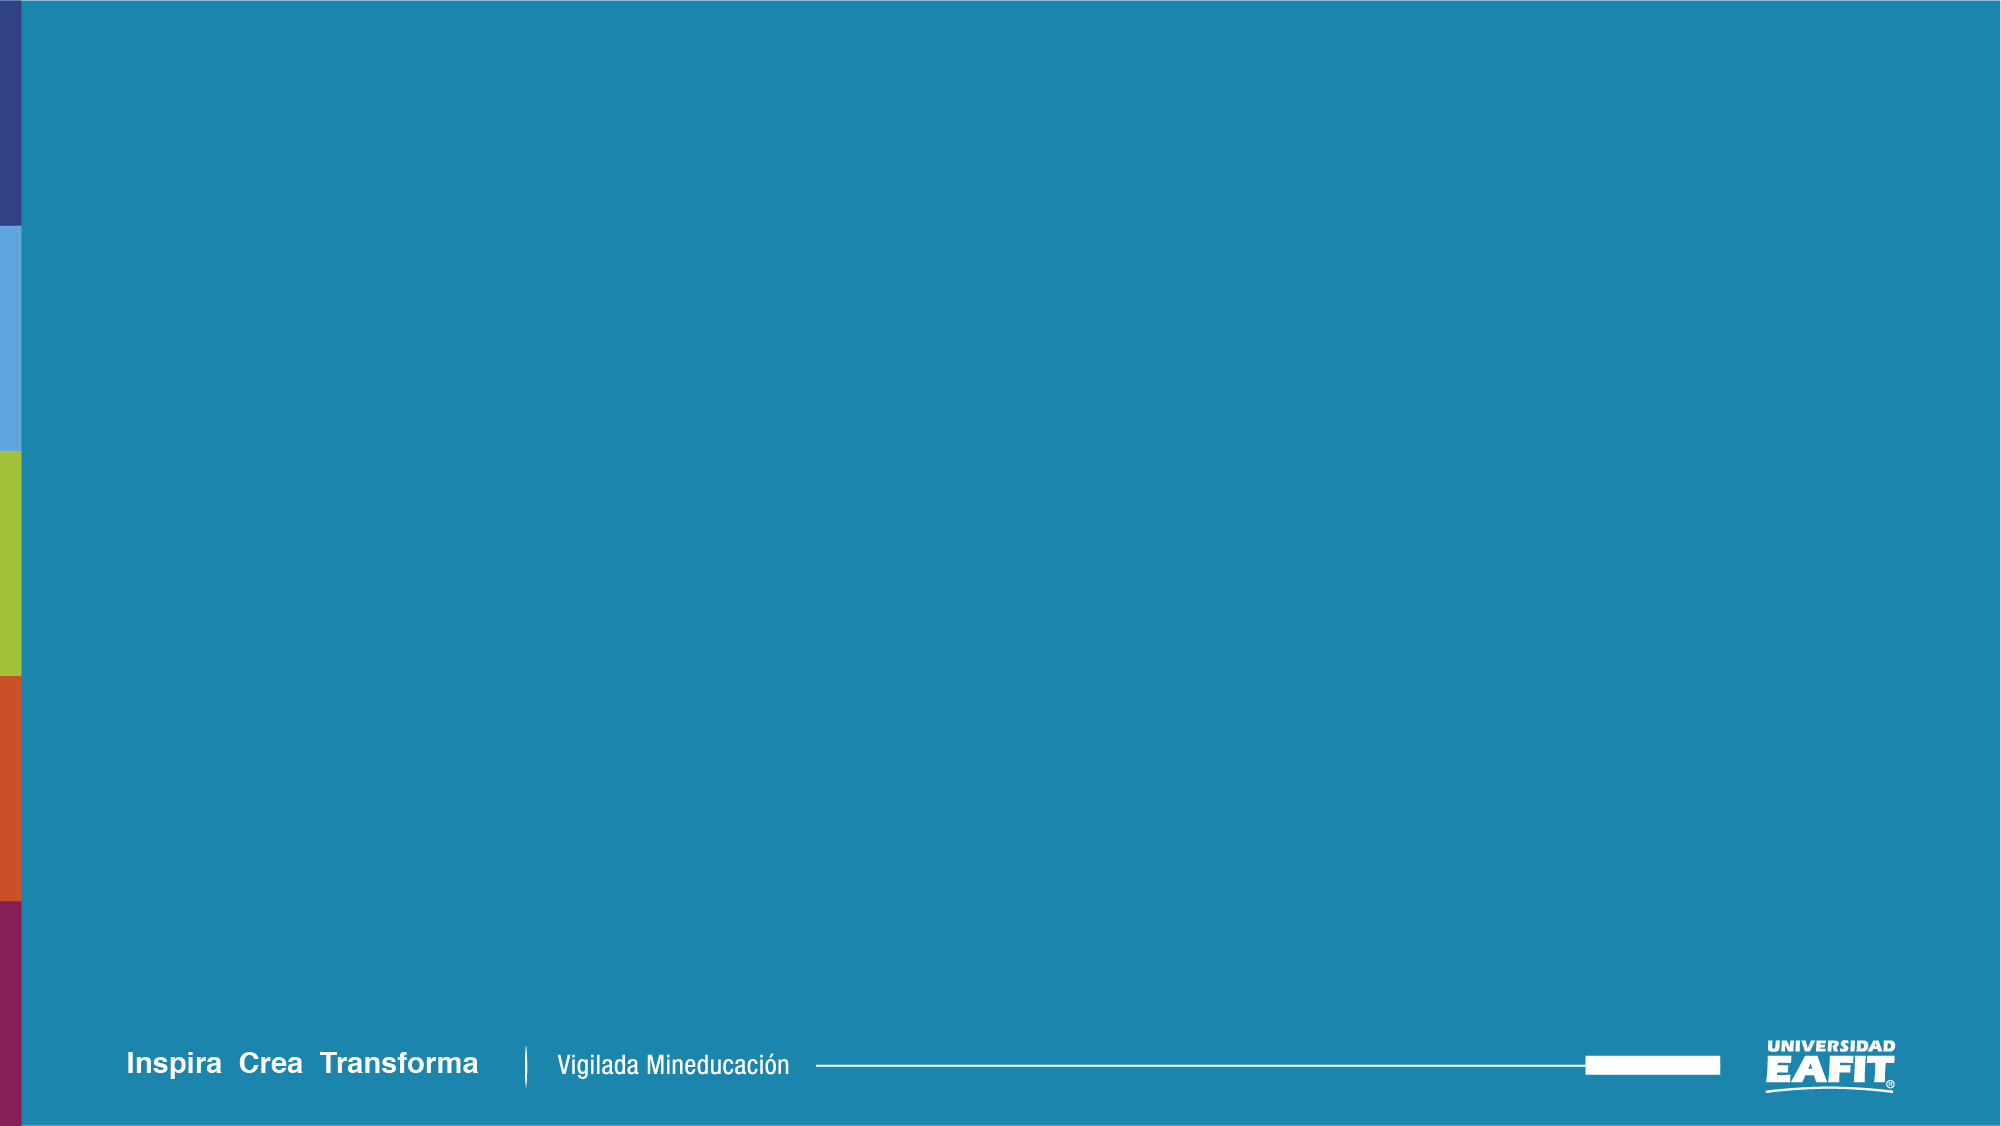 Inspira Crea Transforma
Vigilada Mineducación
UNIVERSIDAD
EAFIT®